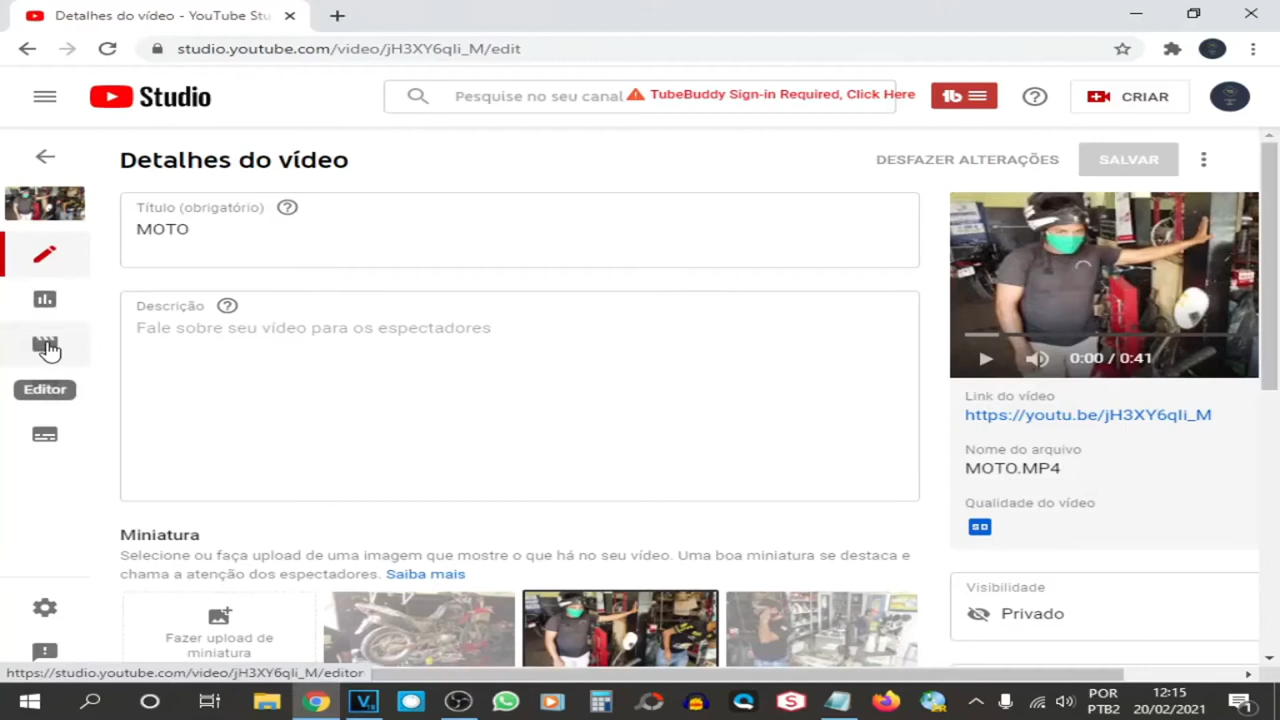 Detalhes do vídeo - YouTube Stu
studio.youtube.com/video/jH3XY6qIi_M/edit
Studio
Pesquise no seu canal
TubeBuddy Sign-in Required, Click Here
CRIAR
Detalhes do vídeo
DESFAZER ALTERAÇÕES
SALVAR
Título (obrigatório)
MOTO
Descrição
Fale sobre seu vídeo para os espectadores
0:00 / 0:41
Editor
Link do vídeo
https://youtu.be/jH3XY6qIi_M
Nome do arquivo
MOTO.MP4
Qualidade do vídeo
SD
Miniatura
Selecione ou faça upload de uma imagem que mostre o que há no seu vídeo. Uma boa miniatura se destaca e
chama a atenção dos espectadores. Saiba mais
Fazer upload de
miniatura
Visibilidade
Privado
https://studio.youtube.com/video/jH3XY6qIi_M/editor
POR
PTB2
12:15
20/02/2021
1